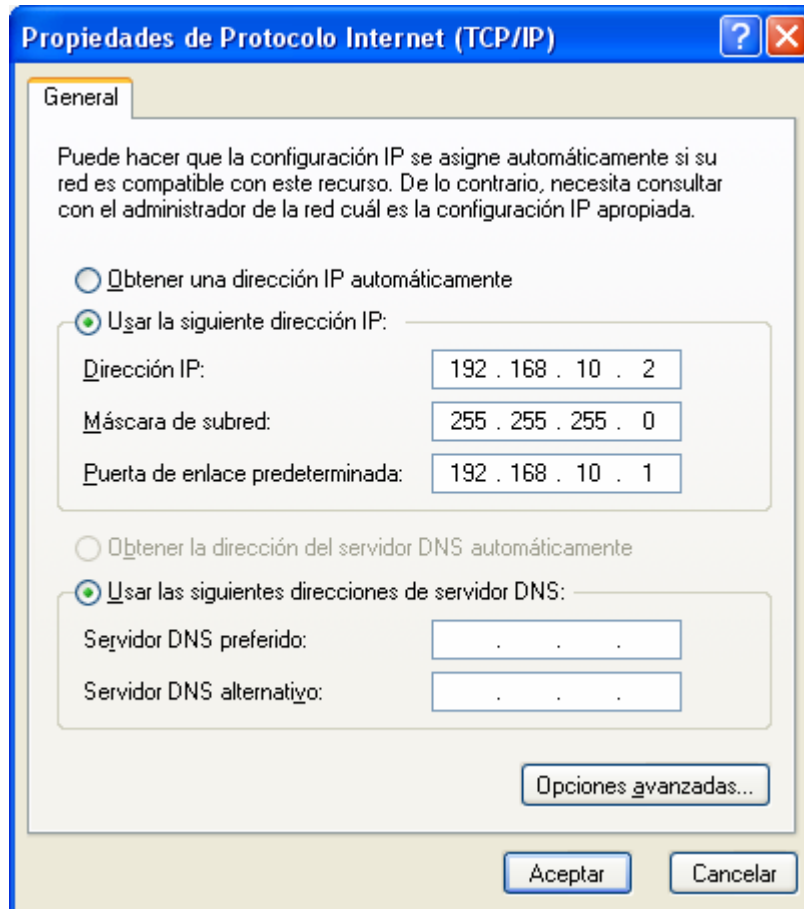 Propiedades de Protocolo Internet (TCP/IP)
General
Puede hacer que la configuración IP se asigne automáticamente si su
red es compatible con este recurso. De lo contrario, necesita consultar
con el administrador de la red cuál es la configuración IP apropiada.
Obtener una dirección IP automáticamente
Usar la siguiente dirección IP:
Dirección IP: 192 . 168 . 10 . 2
Máscara de subred: 255 . 255 . 255 . 0
Puerta de enlace predeterminada: 192 . 168 . 10 . 1
Obtener la dirección del servidor DNS automáticamente
Usar las siguientes direcciones de servidor DNS:
Servidor DNS preferido: . . .
Servidor DNS alternativo: . . .
Opciones avanzadas...
Aceptar Cancelar